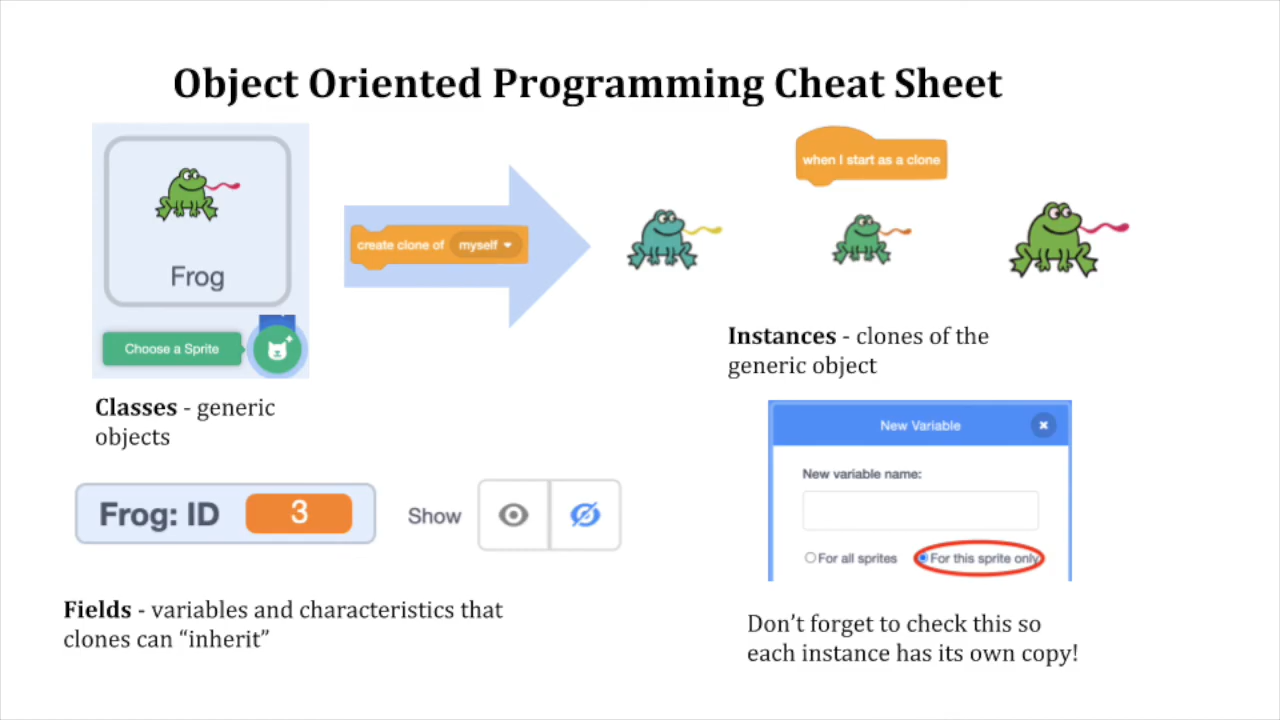 Object Oriented Programming Cheat Sheet
Frog
Choose a Sprite
Classes - generic
objects
create clone of myself
when I start as a clone
Instances - clones of the
generic object
Frog: ID 3
Show
Fields - variables and characteristics that
clones can “inherit”
New Variable
New variable name:
For all sprites For this sprite only
Don’t forget to check this so
each instance has its own copy!